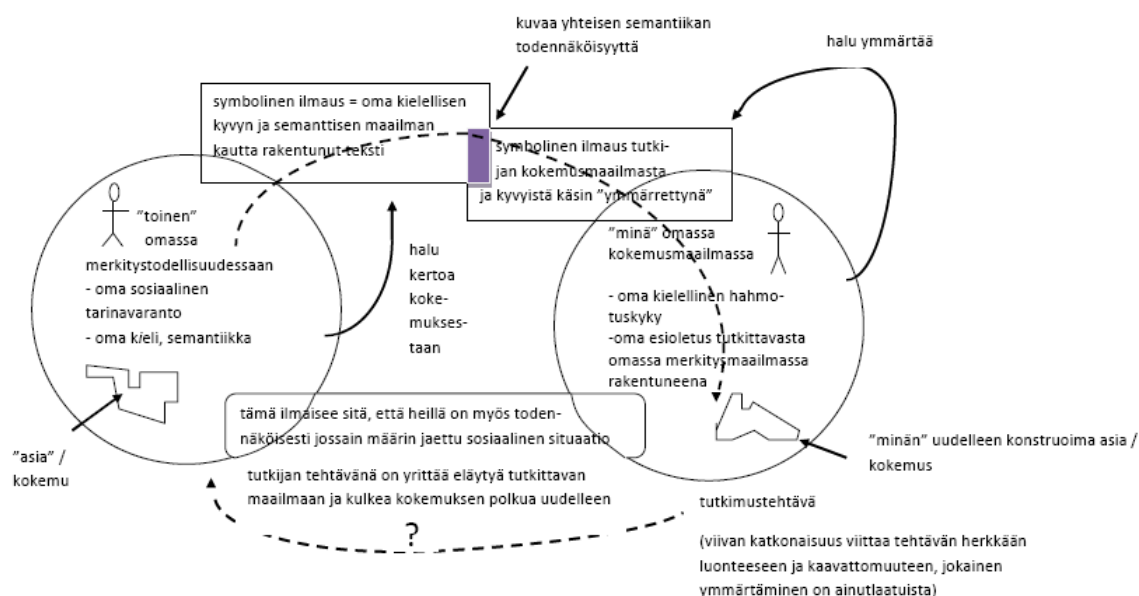 kuvaa yhteisen semantiikan
todennäköisyyttä
halu ymmärtää
symbolinen ilmaus = oma kielellisen
kyvyn ja semanttisen maailman
kautta rakentunut teksti
symbolinen ilmaus tutki-
jan kokemusmaailmasta
ja kyvyistä käsin ”ymmärrettynä”
”toinen”
omassa
merkitystodellisuudessaan
- oma sosiaalinen
tarinavaranto
- oma kieli, semantiikka
halu
kertoa
koke-
mukses-
taan
”minä” omassa
kokemusmaailmassa
- oma kielellinen hahmo-
tuskyky
-oma esioletus tutkittavasta
omassa merkitysmaailmassa
rakentuneena
tämä ilmaisee sitä, että heillä on myös toden-
näköisesti jossain määrin jaettu sosiaalinen situaatio
”asia” /
kokemu
”minän” uudelleen konstruoima asia /
kokemus
tutkijan tehtävänä on yrittää eläytyä tutkittavan
maailmaan ja kulkea kokemuksen polkua uudelleen
?
tutkimustehtävä
(viivan katkonaisuus viittaa tehtävän herkkään
luonteeseen ja kaavattomuuteen, jokainen
ymmärtäminen on ainutlaatuista)